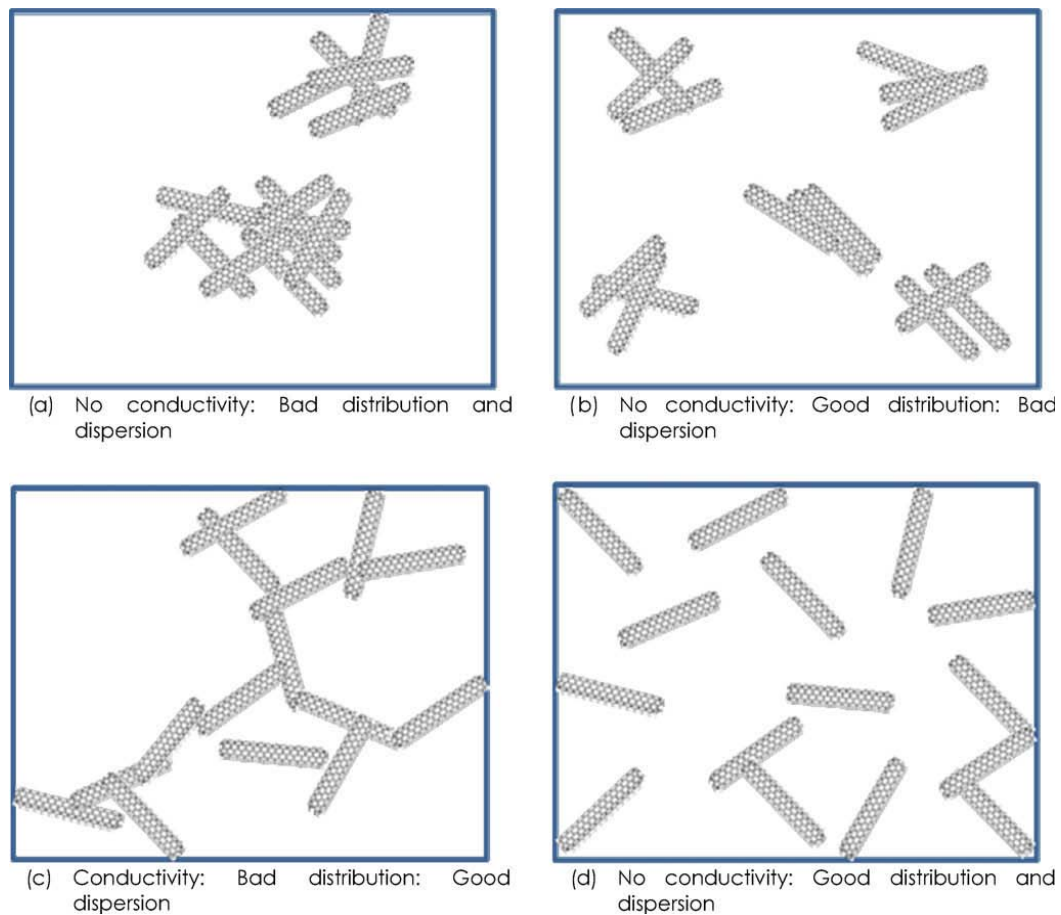 (a) No conductivity: Bad distribution and
dispersion
(b) No conductivity: Good distribution: Bad
dispersion
(c) Conductivity: Bad distribution: Good
dispersion
(d) No conductivity: Good distribution and
dispersion